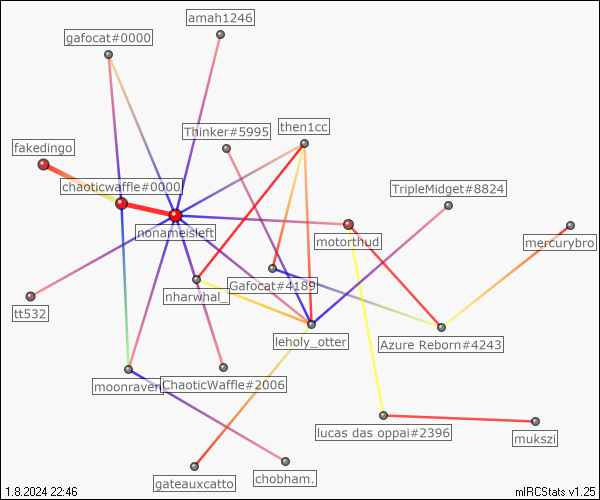 amah1246
gafocat#0000
Thinker#5995
then1cc
fakedingo
chaoticwaffle#0000
TripleMidget#8824
nonameisleft
motorthud
mercurybro
nharwhal_
Gafocat#4189
tt532
leholy_otter
Azure Reborn#4243
moonraven
ChaoticWaffle#2006
lucas das oppai#2396
mukszi
gateauxcatto
chobham.
1.8.2024 22:46
mIRCStats v1.25